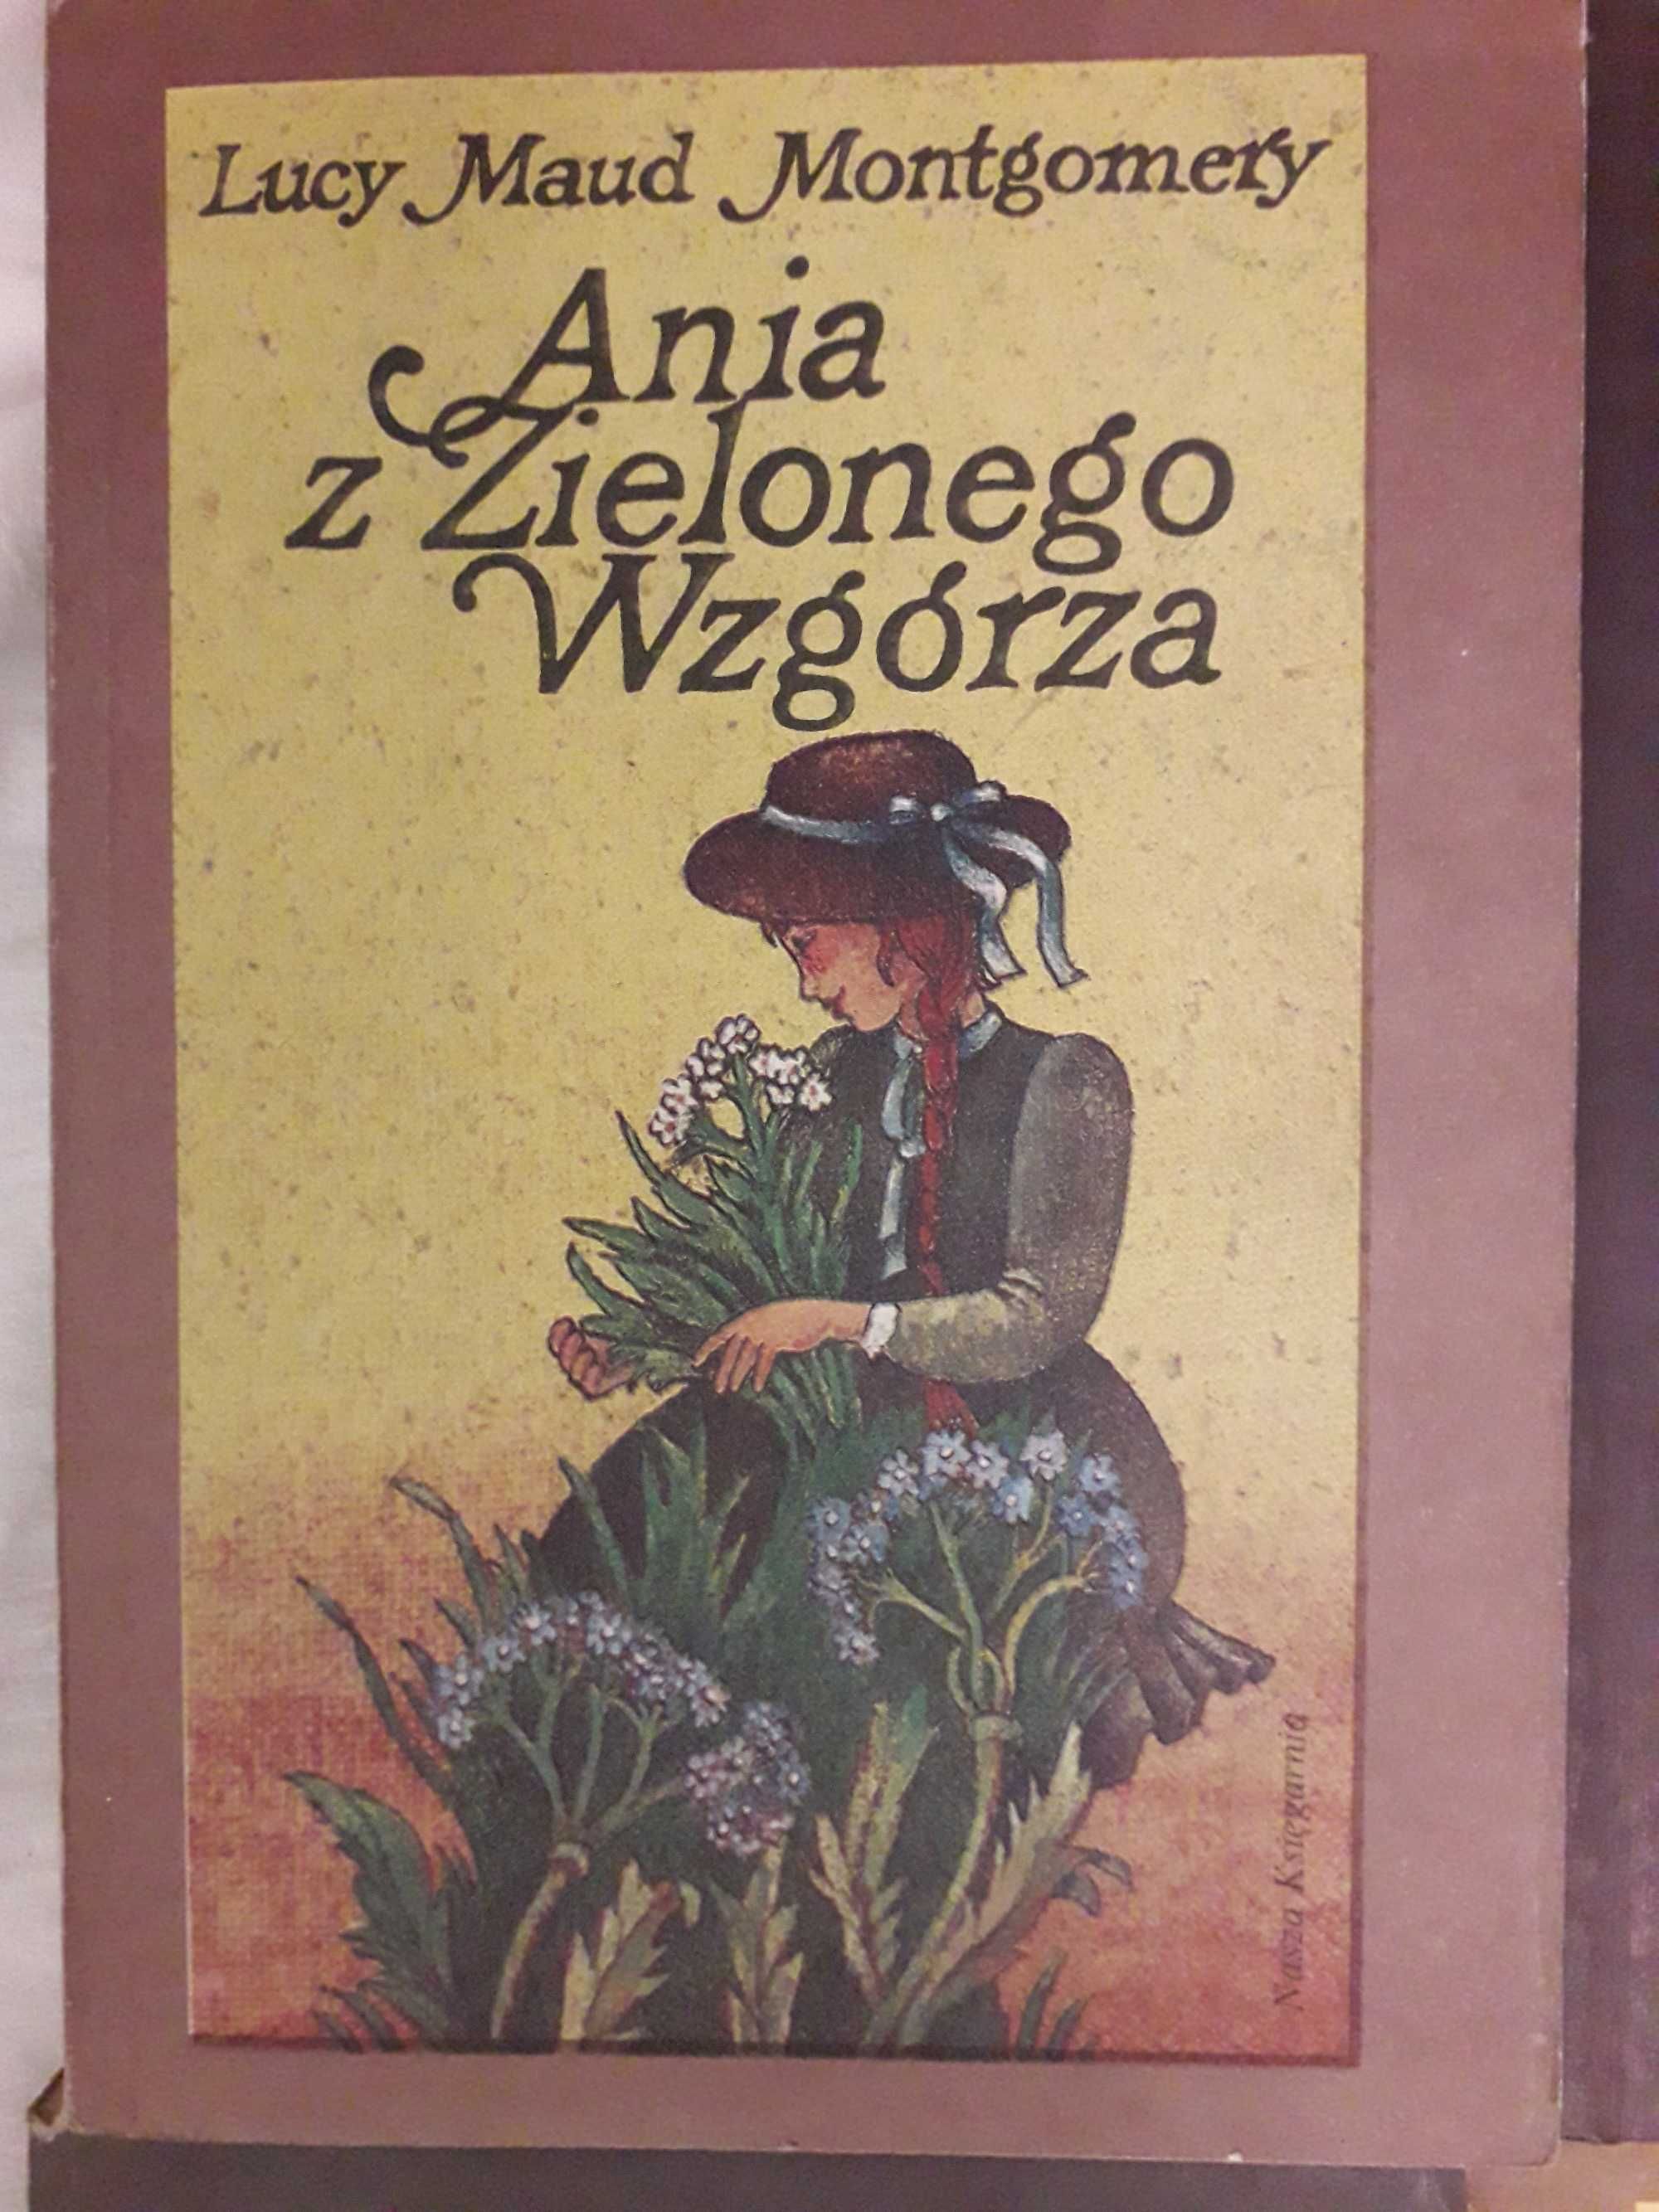 Lucy Maud Montgomery
Ania
z Zielonego
Wzgórza
Nasza Księgarnia